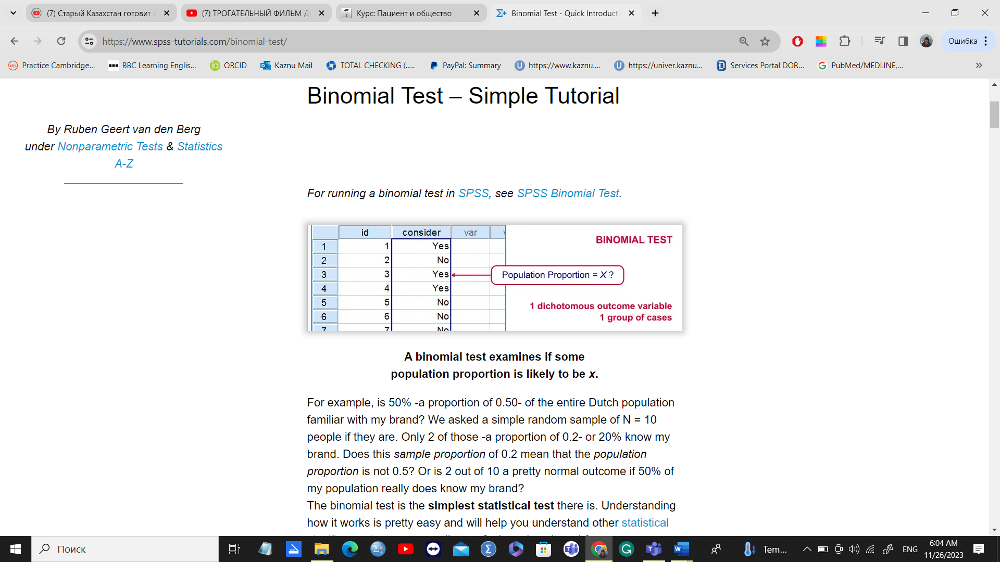 (7) Старый Казахстан готовит
(7) ТРОГАТЕЛЬНЫЙ ФИЛЬМ Д
Курс: Пациент и общество
Binomial Test - Quick Introducti
https://www.spss-tutorials.com/binomial-test/
Ошибка
Practice Cambridge...
BBC Learning Englis...
ORCID
Kaznu Mail
TOTAL CHECKING (.....
PayPal: Summary
https://www.kaznu....
https://univer.kaznu...
Services Portal DOR...
PubMed/MEDLINE,...
Binomial Test – Simple Tutorial
By Ruben Geert van den Berg
under Nonparametric Tests & Statistics
A-Z
For running a binomial test in SPSS, see SPSS Binomial Test.
id consider var
1 1 Yes
2 2 No
3 3 Yes
4 4 Yes
5 5 No
6 6 No
7 7 No
BINOMIAL TEST
Population Proportion = X ?
1 dichotomous outcome variable
1 group of cases
A binomial test examines if some
population proportion is likely to be x.
For example, is 50% -a proportion of 0.50- of the entire Dutch population
familiar with my brand? We asked a simple random sample of N = 10
people if they are. Only 2 of those -a proportion of 0.2- or 20% know my
brand. Does this sample proportion of 0.2 mean that the population
proportion is not 0.5? Or is 2 out of 10 a pretty normal outcome if 50% of
my population really does know my brand?
The binomial test is the simplest statistical test there is. Understanding
how it works is pretty easy and will help you understand other statistical
Поиск
Tem...
ENG
6:04 AM
11/26/2023